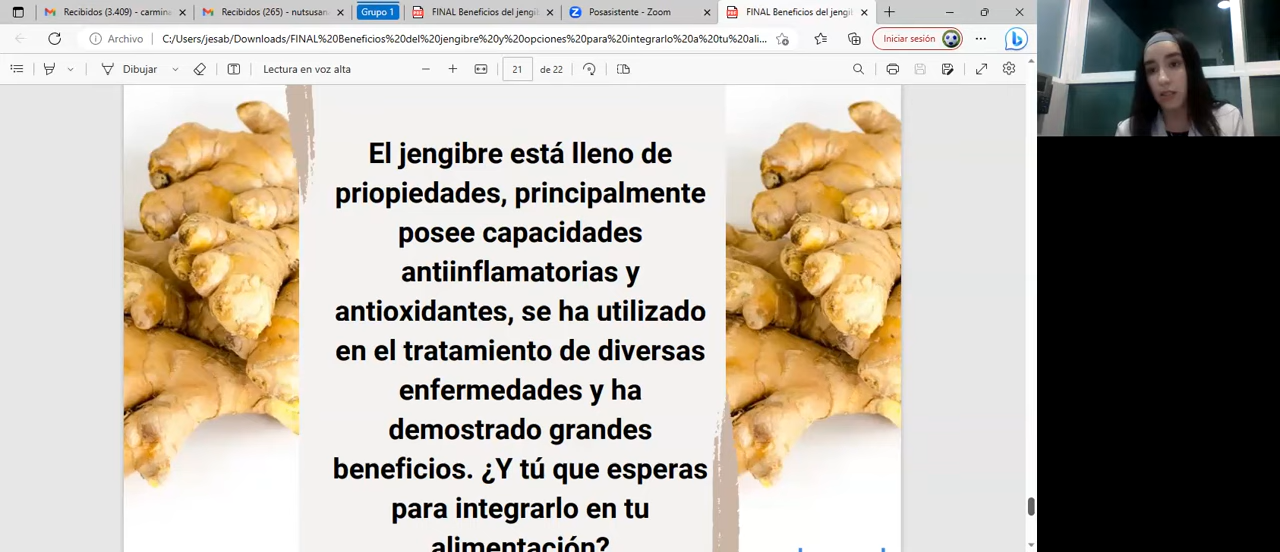 Recibidos (3.409) - carmina
Recibidos (265) - nutsusan
Grupo 1
FINAL Beneficios del jengi
Posasistente - Zoom
FINAL Beneficios del jengi
Archivo
C:/Users/jesab/Downloads/FINAL%20Beneficios%20del%20jengibre%20y%20opciones%20para%20integrarlo%20a%20tu%20ali...
Iniciar sesión
Dibujar
Lectura en voz alta
21
de 22
El jengibre está lleno de
priopiedades, principalmente
posee capacidades
antiinflamatorias y
antioxidantes, se ha utilizado
en el tratamiento de diversas
enfermedades y ha
demostrado grandes
beneficios. ¿Y tú que esperas
para integrarlo en tu
alimentación?